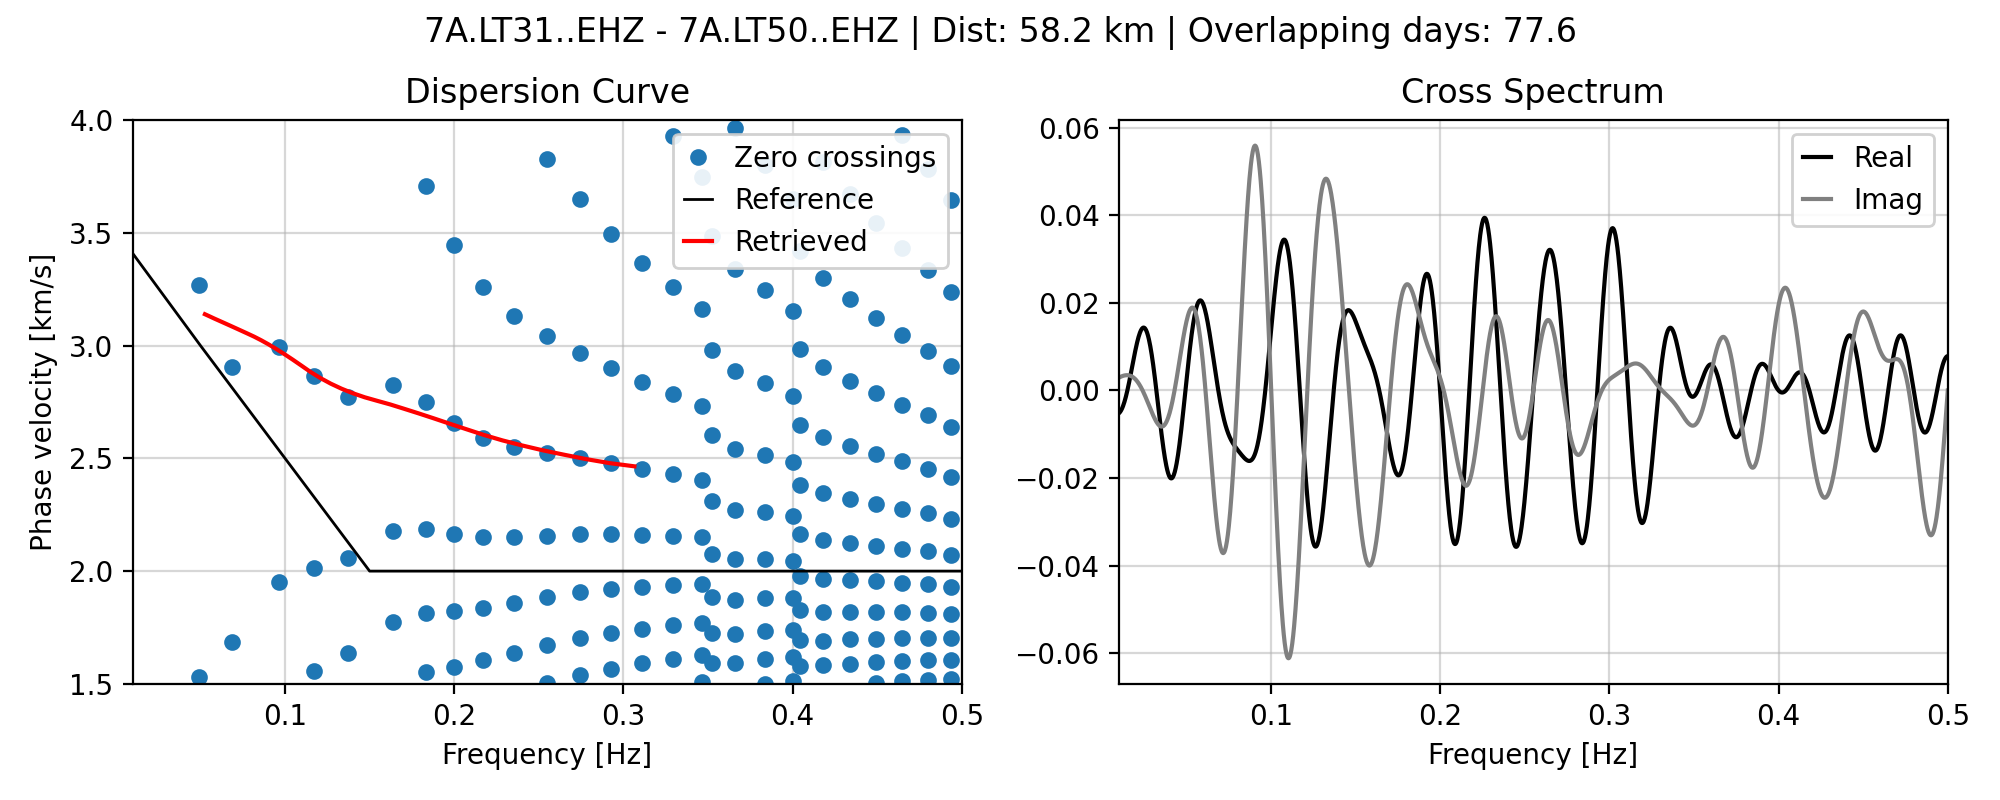 7A.LT31..EHZ - 7A.LT50..EHZ | Dist: 58.2 km | Overlapping days: 77.6
Dispersion Curve
4.0
3.5
3.0
2.5
2.0
1.5
Phase velocity [km/s]
0.1
0.2
0.3
0.4
0.5
Frequency [Hz]
Zero crossings
Reference
Retrieved
Cross Spectrum
0.06
0.04
0.02
0.00
−0.02
−0.04
−0.06
0.1
0.2
0.3
0.4
0.5
Frequency [Hz]
Real
Imag